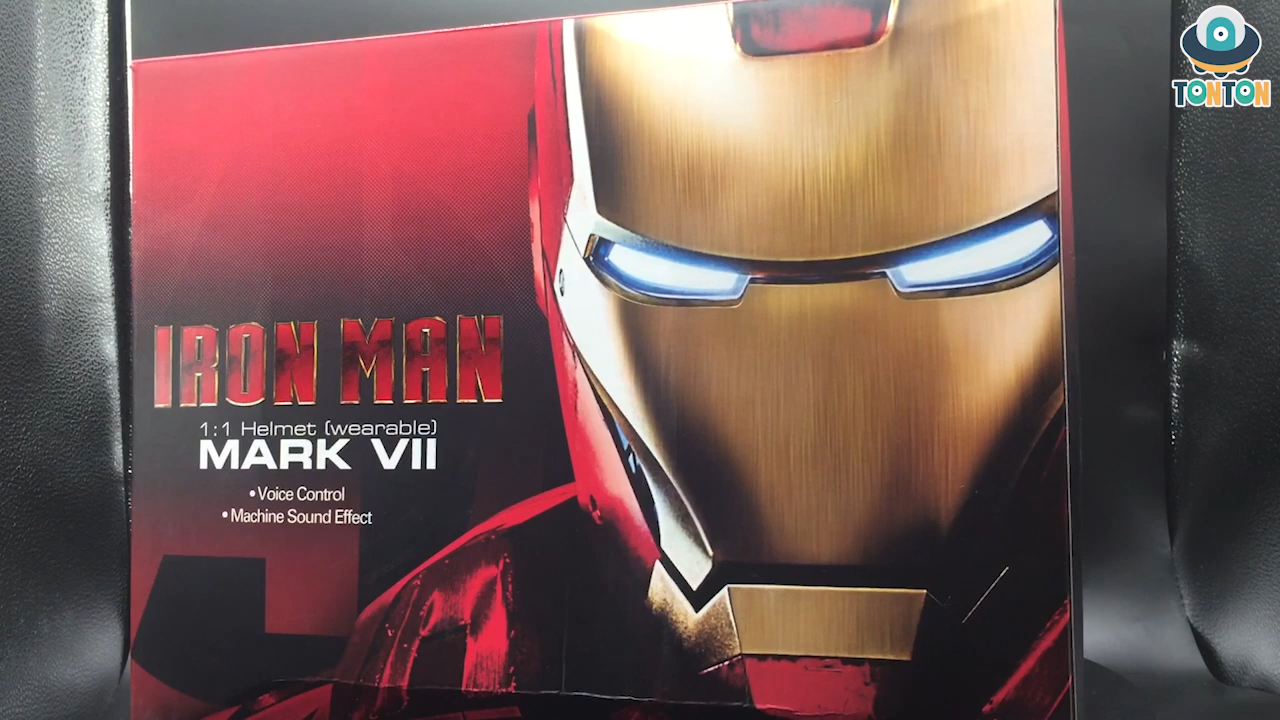 TONTON
IRON MAN
1:1 Helmet (wearable)
MARK VII
• Voice Control
• Machine Sound Effect